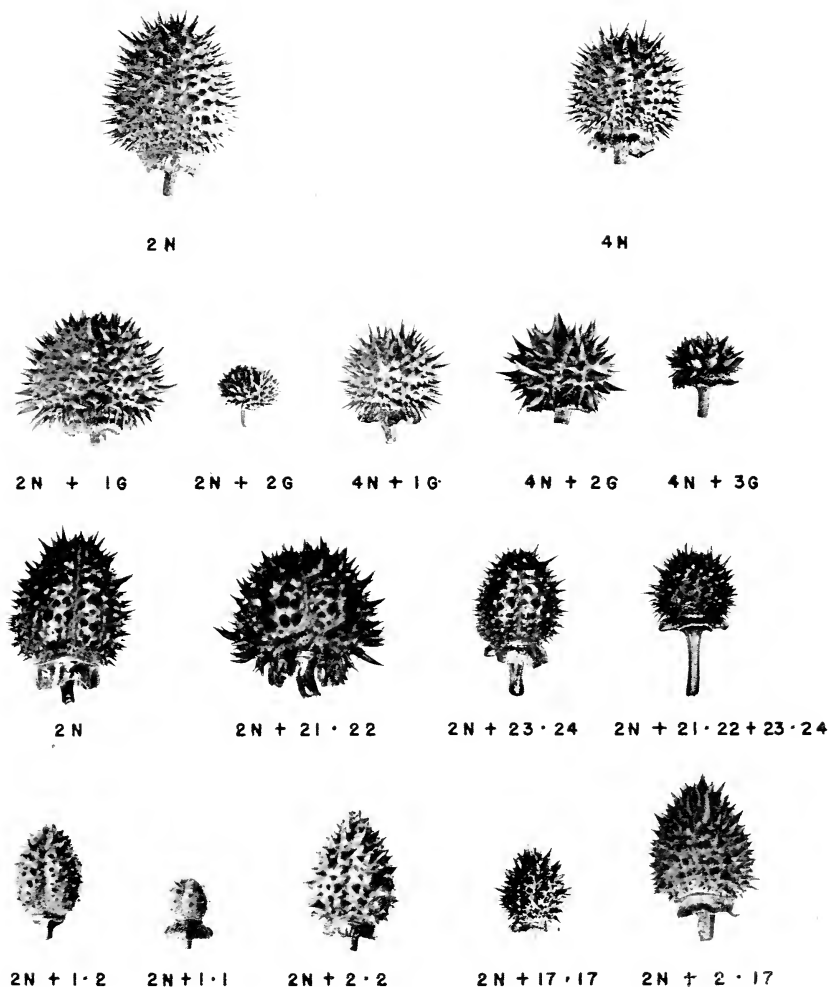 2N 4N
2N + 1G 2N + 2G 4N + 1G 4N + 2G 4N + 3G
2N 2N + 21·22 2N + 23·24 2N + 21·22 + 23·24
2N + 1·2 2N + 1·1 2N + 2·2 2N + 17·17 2N + 2·17